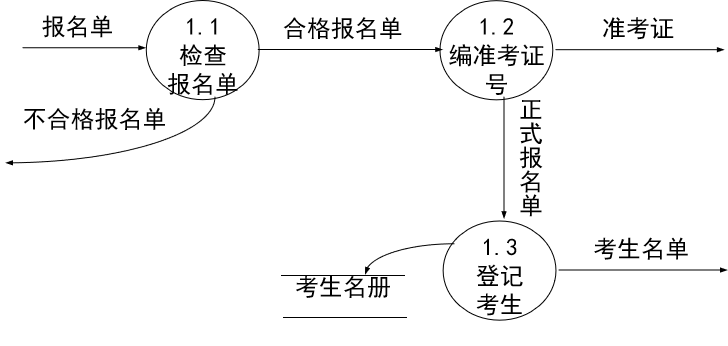 报名单
1.1
检查
报名单
合格报名单
1.2
编准考证
号
准考证
不合格报名单
正式报名单
1.3
登记
考生
考生名单
考生名册